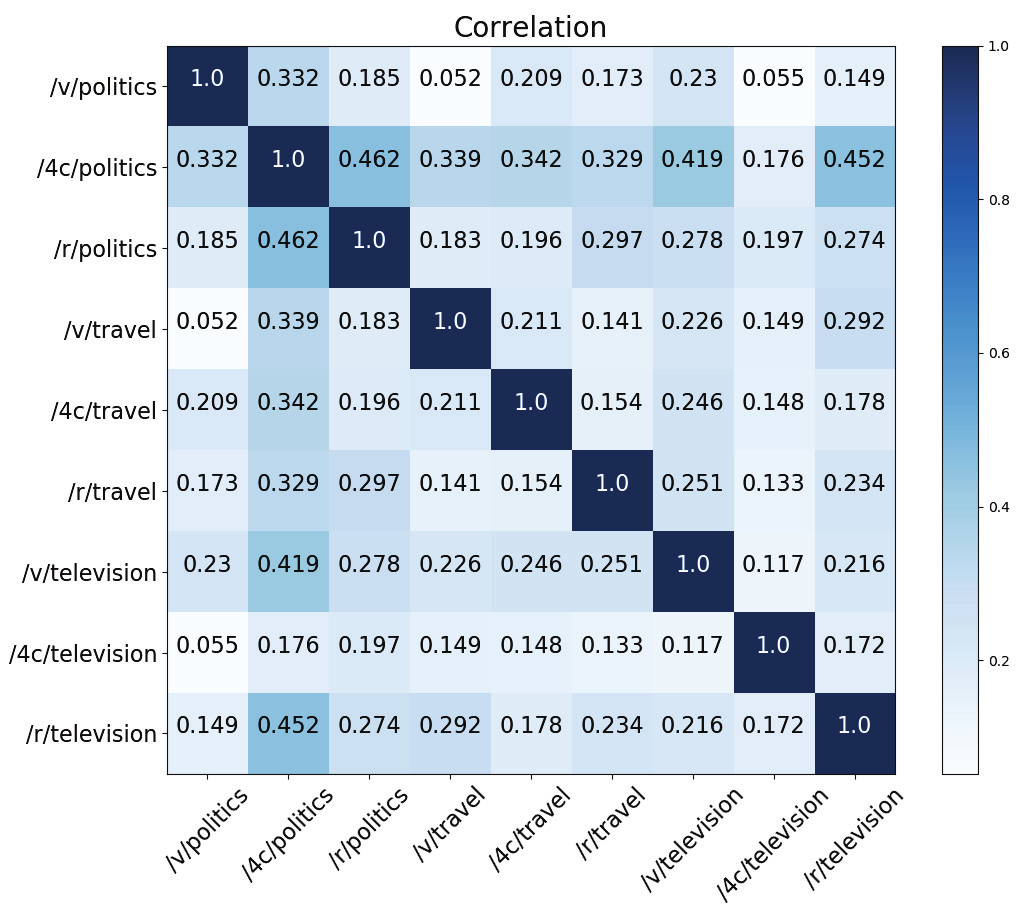 Correlation
/v/politics 1.0 0.332 0.185 0.052 0.209 0.173 0.23 0.055 0.149
/4c/politics 0.332 1.0 0.462 0.339 0.342 0.329 0.419 0.176 0.452
/r/politics 0.185 0.462 1.0 0.183 0.196 0.297 0.278 0.197 0.274
/v/travel 0.052 0.339 0.183 1.0 0.211 0.141 0.226 0.149 0.292
/4c/travel 0.209 0.342 0.196 0.211 1.0 0.154 0.246 0.148 0.178
/r/travel 0.173 0.329 0.297 0.141 0.154 1.0 0.251 0.133 0.234
/v/television 0.23 0.419 0.278 0.226 0.246 0.251 1.0 0.117 0.216
/4c/television 0.055 0.176 0.197 0.149 0.148 0.133 0.117 1.0 0.172
/r/television 0.149 0.452 0.274 0.292 0.178 0.234 0.216 0.172 1.0
/v/politics /4c/politics /r/politics /v/travel /4c/travel /r/travel /v/television /4c/television /r/television
1.0
0.8
0.6
0.4
0.2